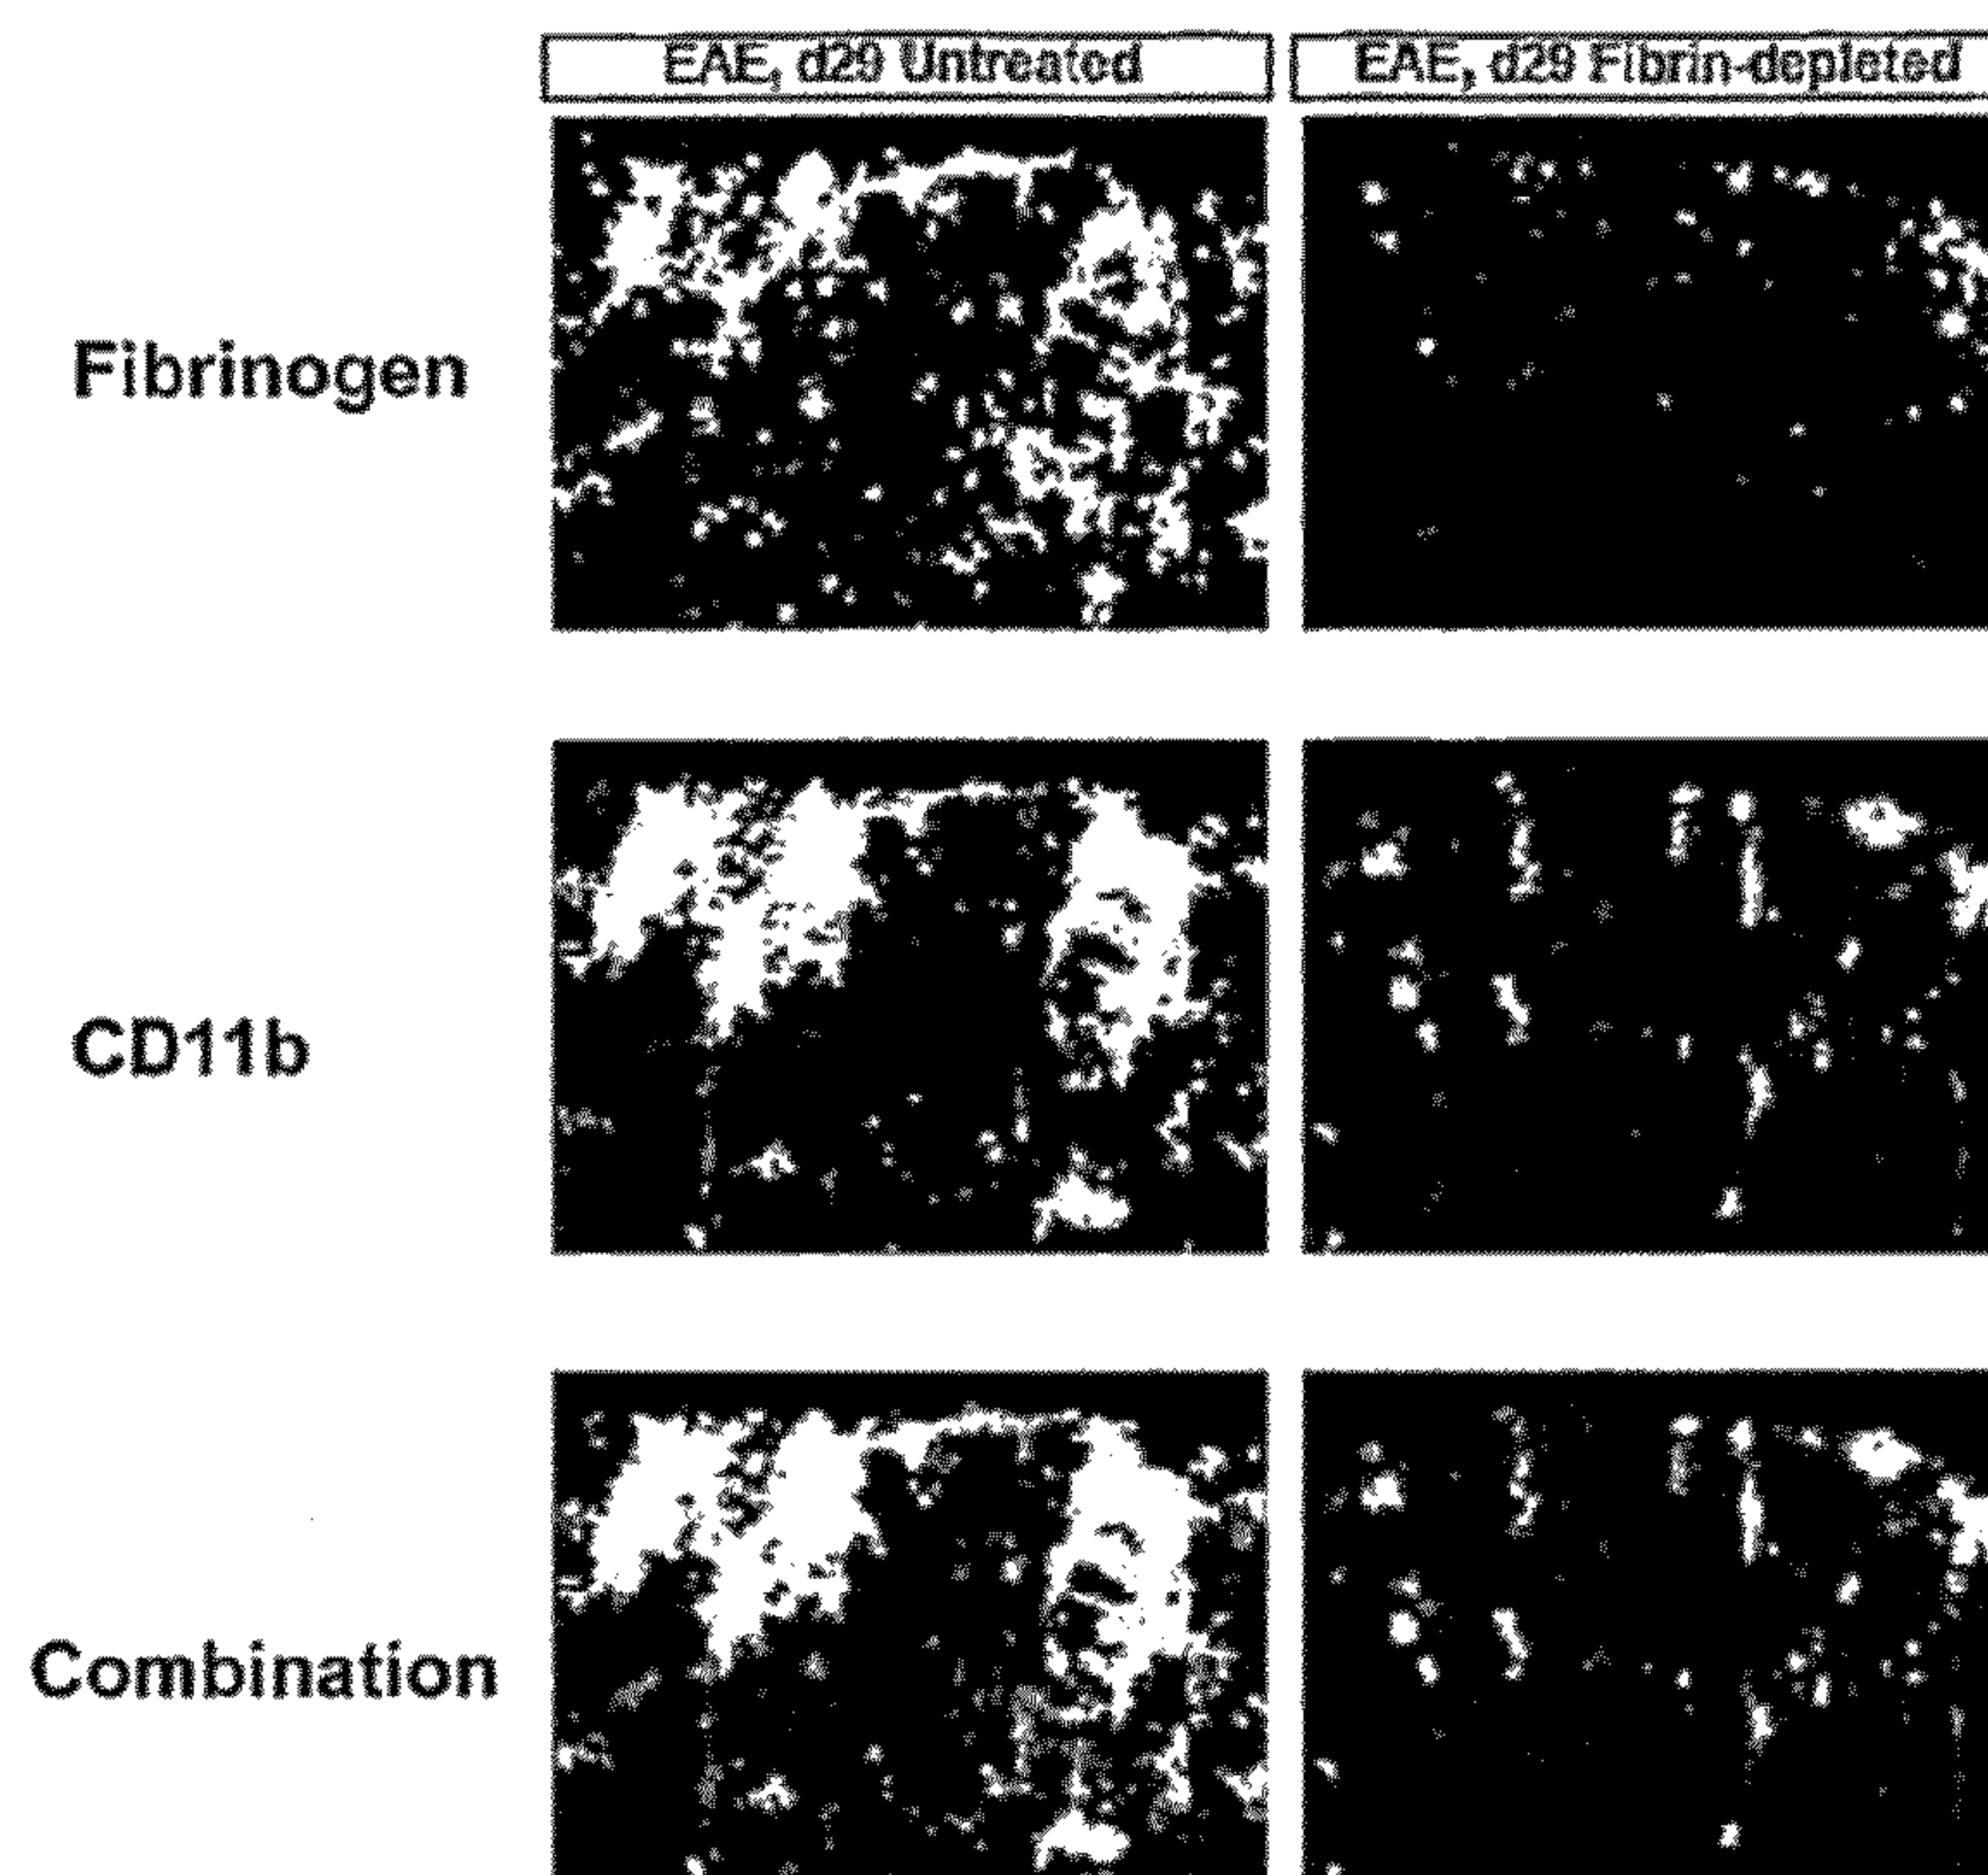 EAE, d29 Untreated
EAE, d29 Fibrin-depleted
Fibrinogen
CD11b
Combination